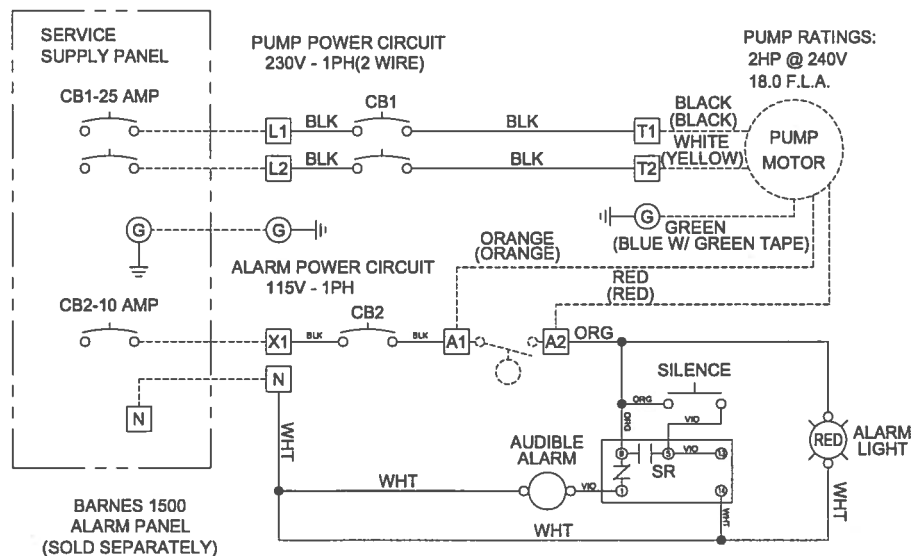 SERVICE
SUPPLY PANEL
PUMP POWER CIRCUIT
230V - 1PH(2 WIRE)
PUMP RATINGS:
2HP @ 240V
18.0 F.L.A.
CB1-25 AMP
CB1
L1
BLK
BLK
T1
BLACK
(BLACK)
L2
BLK
BLK
T2
WHITE
(YELLOW)
PUMP
MOTOR
G
G
G
GREEN
(BLUE W/ GREEN TAPE)
ORANGE
(ORANGE)
RED
(RED)
ALARM POWER CIRCUIT
115V - 1PH
CB2-10 AMP
CB2
X1
BLK
BLK
A1
A2
ORG
N
N
WHT
SILENCE
ORG
ORG
VIO
AUDIBLE
ALARM
SR
VIO
RED
ALARM
LIGHT
WHT
VIO
1
14
WHT
WHT
WHT
BARNES 1500
ALARM PANEL
(SOLD SEPARATELY)